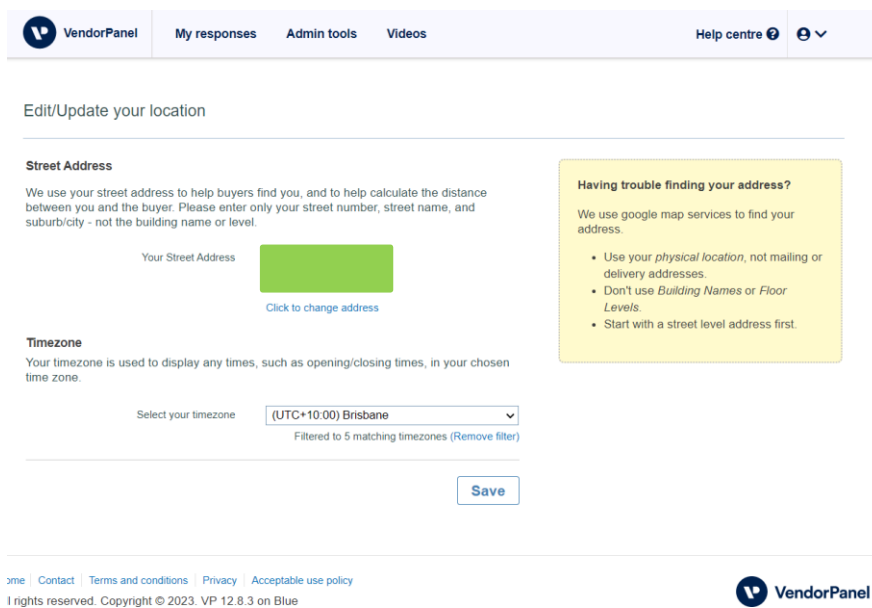 VendorPanel
My responses
Admin tools
Videos
Help centre
Edit/Update your location
Street Address
We use your street address to help buyers find you, and to help calculate the distance
between you and the buyer. Please enter only your street number, street name, and
suburb/city - not the building name or level.
Your Street Address
Click to change address
Timezone
Your timezone is used to display any times, such as opening/closing times, in your chosen
time zone.
Select your timezone
(UTC+10:00) Brisbane
Filtered to 5 matching timezones (Remove filter)
Save
Having trouble finding your address?
We use google map services to find your
address.
Use your physical location, not mailing or
delivery addresses.
Don't use Building Names or Floor
Levels.
Start with a street level address first.
ome Contact Terms and conditions Privacy Acceptable use policy
l rights reserved. Copyright © 2023. VP 12.8.3 on Blue
VendorPanel